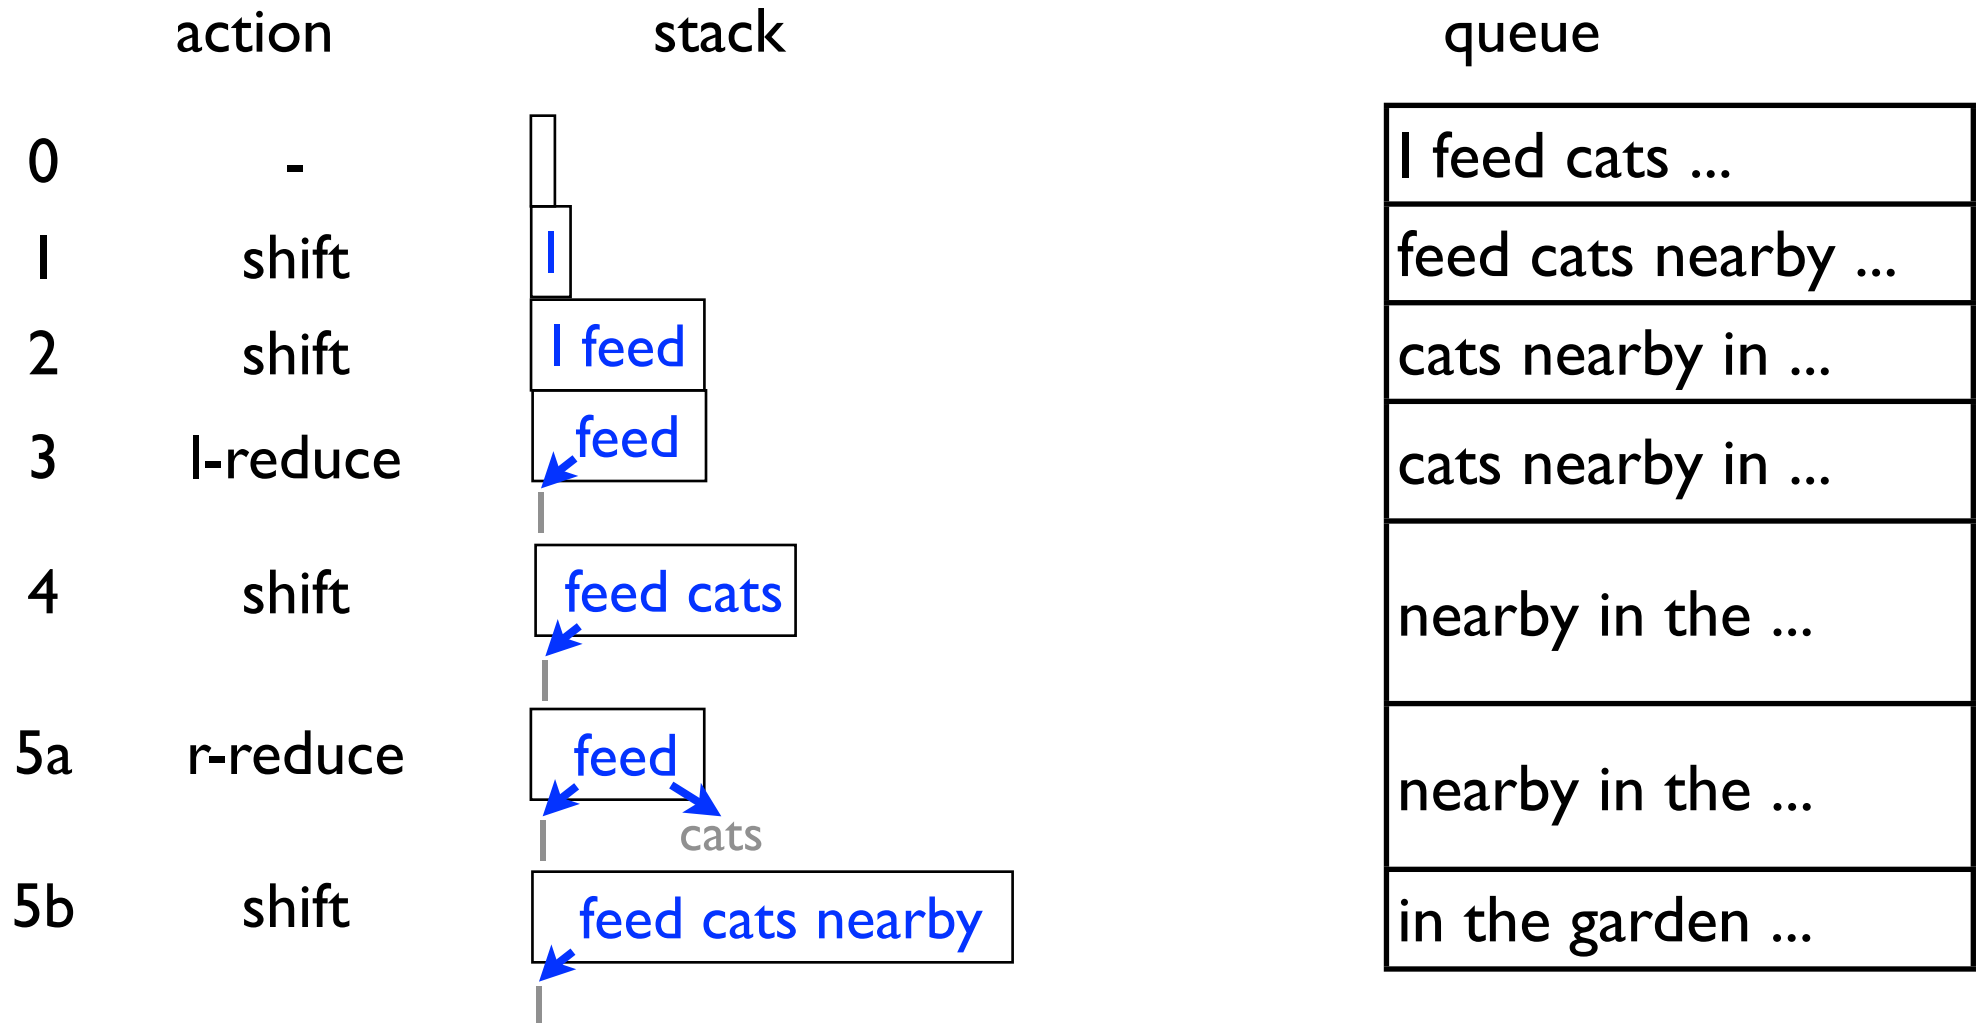 action stack queue
0 - I feed cats ...
1 shift I feed cats nearby ...
2 shift I feed cats nearby in ...
3 l-reduce feed cats nearby in ...
I
4 shift feed cats nearby in the ...
I
5a r-reduce feed nearby in the ...
I cats
5b shift feed cats nearby in the garden ...
I